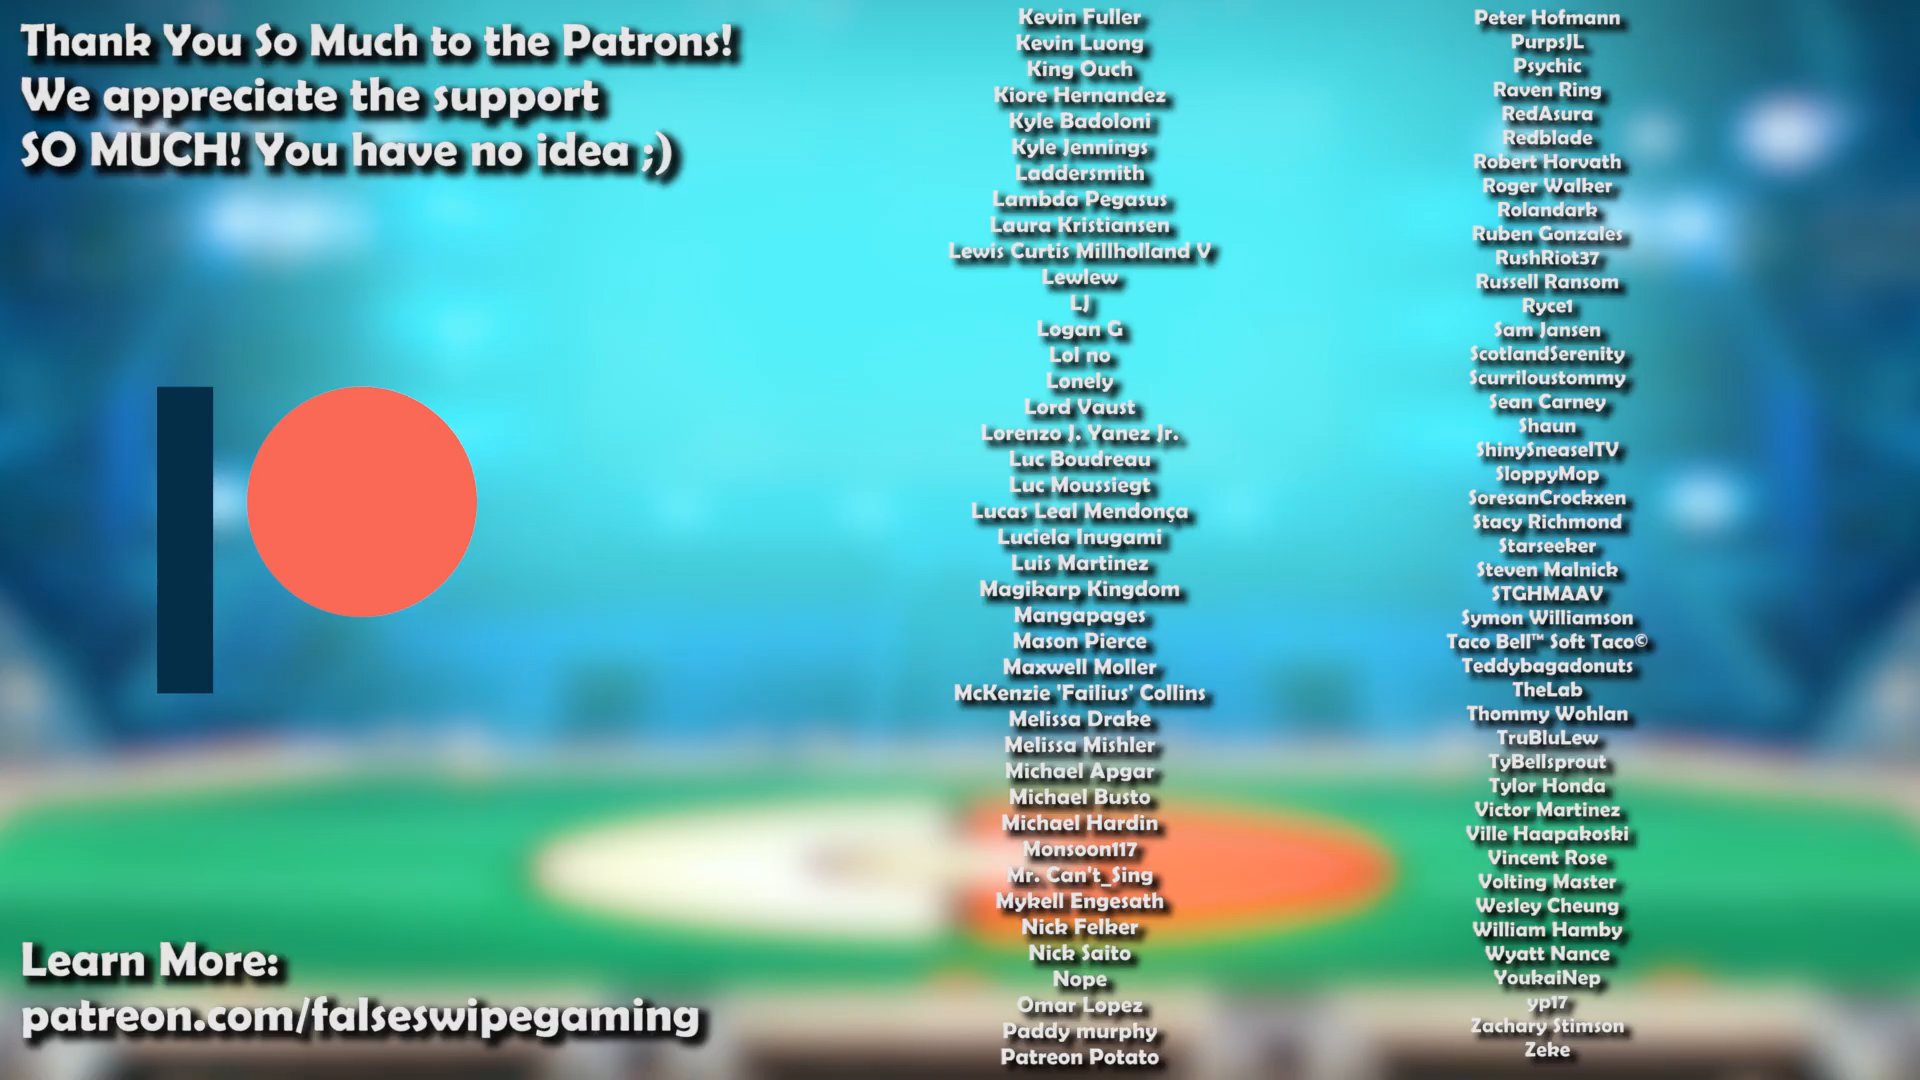 Thank You So Much to the Patrons!
We appreciate the support
SO MUCH! You have no idea ;)
Learn More:
patreon.com/falseswipegaming
Kevin Fuller
Kevin Luong
King Ouch
Kiore Hernandez
Kyle Badoloni
Kyle Jennings
Laddersmith
Lambda Pegasus
Laura Kristiansen
Lewis Curtis Millholland V
Lewlew
LJ
Logan G
Lol no
Lonely
Lord Vaust
Lorenzo J. Yanez Jr.
Luc Boudreau
Luc Moussiegt
Lucas Leal Mendonça
Luciela Inugami
Luis Martinez
Magikarp Kingdom
Mangapages
Mason Pierce
Maxwell Moller
McKenzie 'Failius' Collins
Melissa Drake
Melissa Mishler
Michael Apgar
Michael Busto
Michael Hardin
Monsoon117
Mr. Can't_Sing
Mykell Engesath
Nick Felker
Nick Saito
Nope
Omar Lopez
Paddy murphy
Patreon Potato
Peter Hofmann
PurpsJL
Psychic
Raven Ring
RedAsura
Redblade
Robert Horvath
Roger Walker
Rolandark
Ruben Gonzales
RushRiot37
Russell Ransom
Ryce1
Sam Jansen
ScotlandSerenity
Scurriloustommy
Sean Carney
Shaun
ShinySneaselTV
SloppyMop
SoresanCrockxen
Stacy Richmond
Starseeker
Steven Malnick
STGHMAAV
Symon Williamson
Taco Bell™ Soft Taco©
Teddybagadonuts
TheLab
Thommy Wohlan
TruBluLew
TyBellsprout
Tylor Honda
Victor Martinez
Ville Haapakoski
Vincent Rose
Volting Master
Wesley Cheung
William Hamby
Wyatt Nance
YoukaiNep
yp17
Zachary Stimson
Zeke